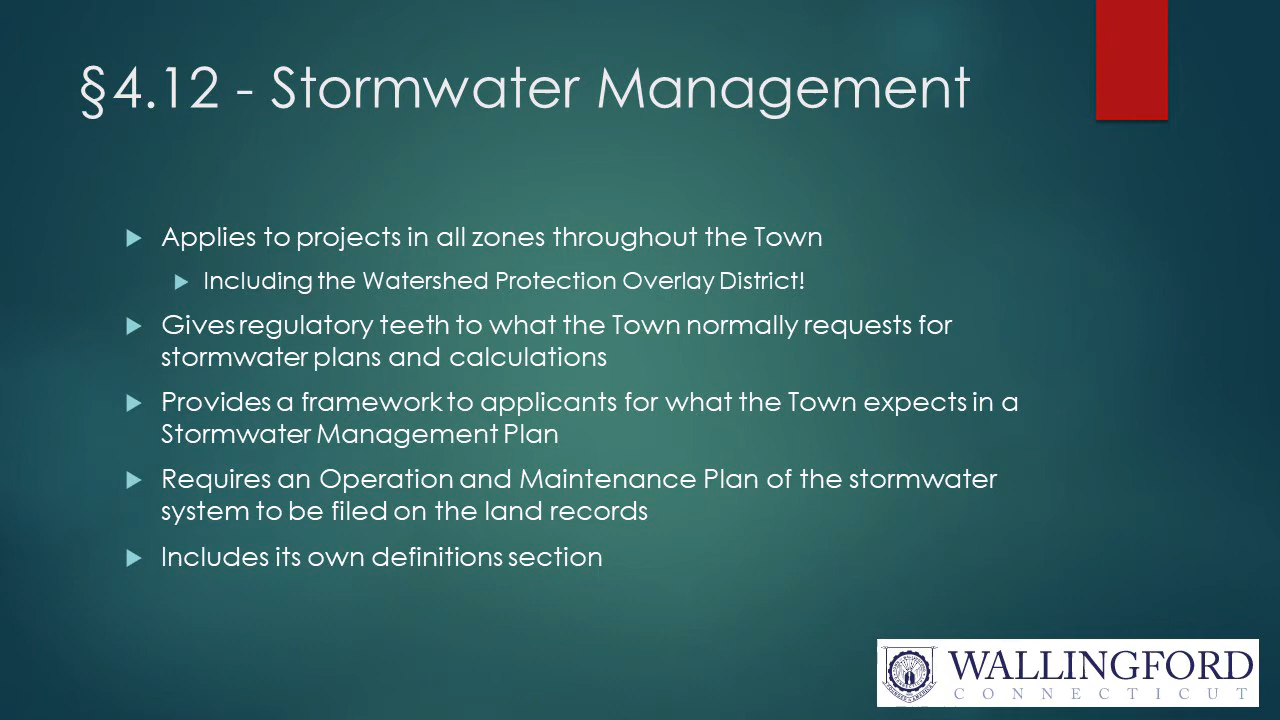 §4.12 - Stormwater Management
Applies to projects in all zones throughout the Town
Including the Watershed Protection Overlay District!
Gives regulatory teeth to what the Town normally requests for
stormwater plans and calculations
Provides a framework to applicants for what the Town expects in a
Stormwater Management Plan
Requires an Operation and Maintenance Plan of the stormwater
system to be filed on the land records
Includes its own definitions section
WALLINGFORD
CONNECTICUT